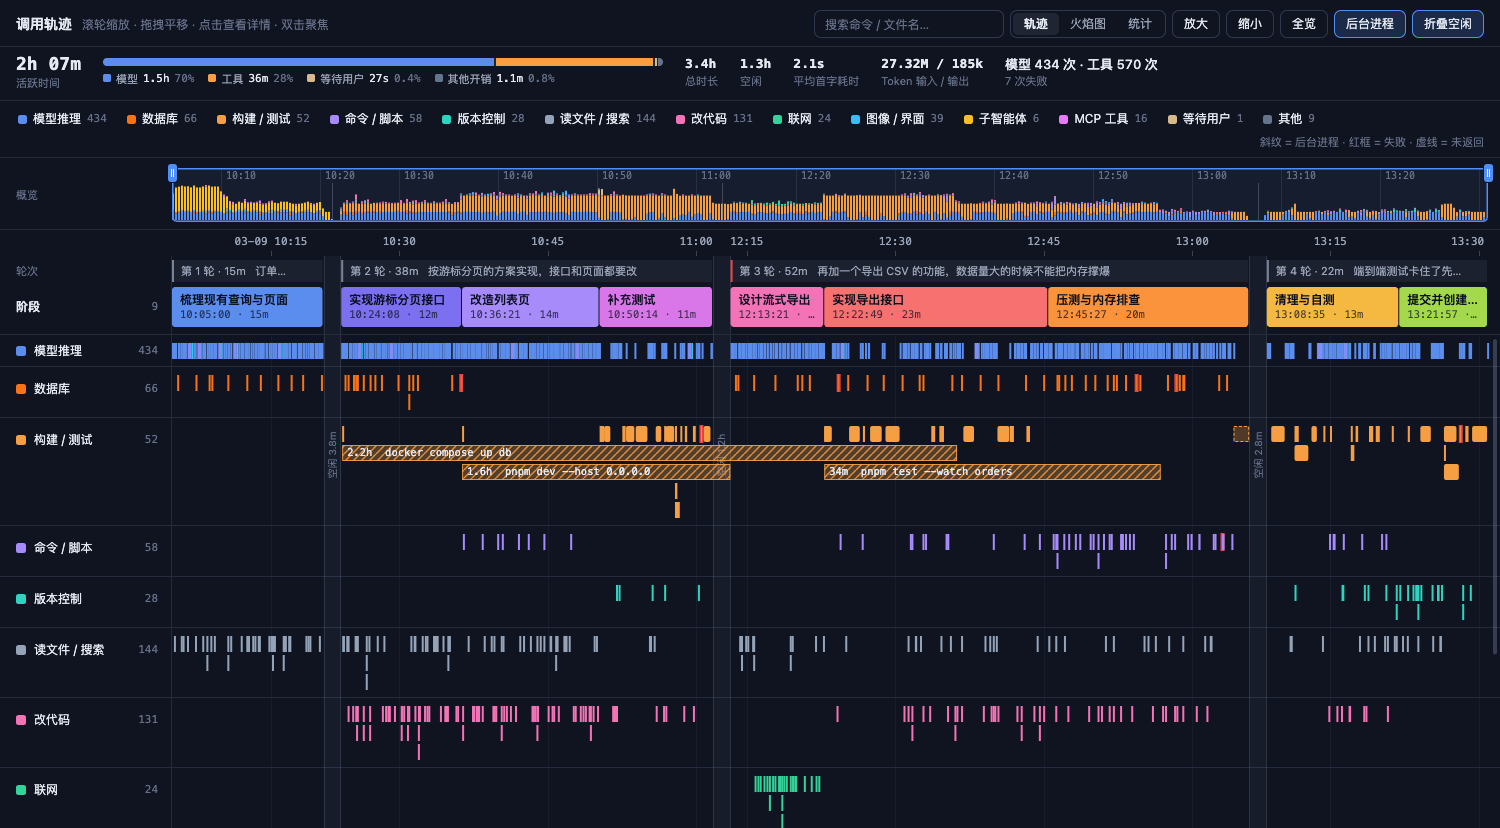 调用轨迹 滚轮缩放 · 拖拽平移 · 点击查看详情 · 双击聚焦 搜索命令 / 文件名... 轨迹 火焰图 统计 放大 缩小 全览 后台进程 折叠空闲
2h 07m 3.4h 1.3h 2.1s 27.32M / 185k 模型 434 次 · 工具 570 次
活跃时间 模型 1.5h 70% 工具 36m 28% 等待用户 27s 0.4% 其他开销 1.1m 0.8% 总时长 空闲 平均首字耗时 Token 输入 / 输出 7 次失败
模型推理 434 数据库 66 构建 / 测试 52 命令 / 脚本 58 版本控制 28 读文件 / 搜索 144 改代码 131 联网 24 图像 / 界面 39 子智能体 6 MCP 工具 16 等待用户 1 其他 9
斜纹 = 后台进程 · 红框 = 失败 · 虚线 = 未返回
概览 10:10 10:20 10:30 10:40 10:50 11:00 12:20 12:30 12:40 12:50 13:00 13:10 13:20
03-09 10:15 10:30 10:45 11:00 12:15 12:30 12:45 13:00 13:15 13:30
轮次 第 1 轮 · 15m 订单... 第 2 轮 · 38m 按游标分页的方案实现，接口和页面都要改 第 3 轮 · 52m 再加一个导出 CSV 的功能，数据量大的时候不能把内存撑爆 第 4 轮 · 22m 端到端测试卡住了先...
阶段 9 梳理现有查询与页面 实现游标分页接口 改造列表页 补充测试 设计流式导出 实现导出接口 压测与内存排查 清理与自测 提交并创建...
10:05:00 · 15m 10:24:08 · 12m 10:36:21 · 14m 10:50:14 · 11m 12:13:21 · … 12:22:49 · 23m 12:45:27 · 20m 13:08:35 · 13m 13:21:57 ·…
模型推理 434
数据库 66
构建 / 测试 52
空闲 3.8m
2.2h docker compose up db
空闲 2.8m
1.6h pnpm dev --host 0.0.0.0 34m pnpm test --watch orders
命令 / 脚本 58
版本控制 28
读文件 / 搜索 144
改代码 131
联网 24